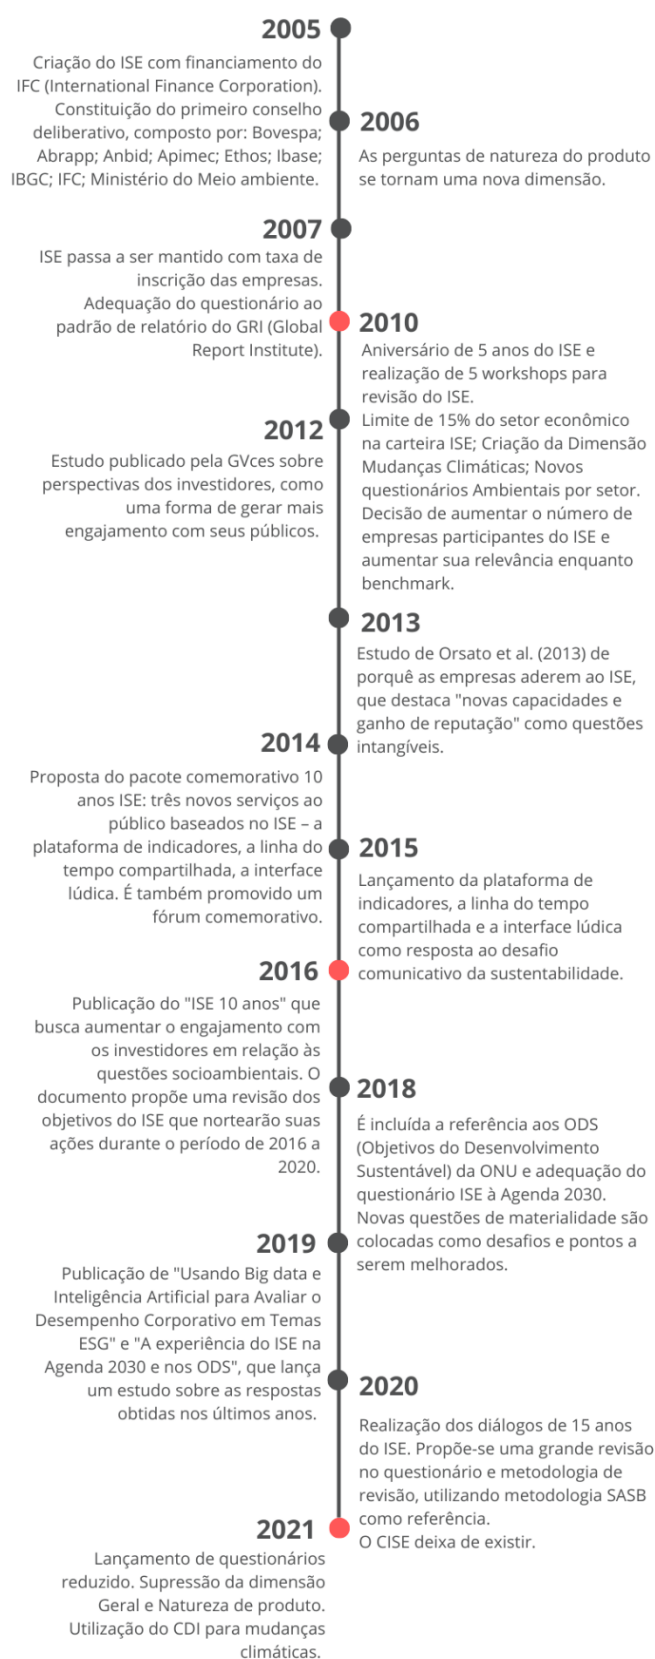 2005
Criação do ISE com financiamento do
IFC (International Finance Corporation).
Constituição do primeiro conselho
deliberativo, composto por: Bovespa;
Abrapp; Anbid; Apimec; Ethos; Ibase;
IBGC; IFC; Ministério do Meio ambiente.
2006
As perguntas de natureza do produto
se tornam uma nova dimensão.
2007
ISE passa a ser mantido com taxa de
inscrição das empresas.
Adequação do questionário ao
padrão de relatório do GRI (Global
Report Institute).
2010
Aniversário de 5 anos do ISE e
realização de 5 workshops para
revisão do ISE.
Limite de 15% do setor econômico
na carteira ISE; Criação da Dimensão
Mudanças Climáticas; Novos
questionários Ambientais por setor.
Decisão de aumentar o número de
empresas participantes do ISE e
aumentar sua relevância enquanto
benchmark.
2012
Estudo publicado pela GVces sobre
perspectivas dos investidores, como
uma forma de gerar mais
engajamento com seus públicos.
2013
Estudo de Orsato et al. (2013) de
porquê as empresas aderem ao ISE,
que destaca "novas capacidades e
ganho de reputação" como questões
intangíveis.
2014
Proposta do pacote comemorativo 10
anos ISE: três novos serviços ao
público baseados no ISE – a
plataforma de indicadores, a linha do
tempo compartilhada, a interface
lúdica. É também promovido um
fórum comemorativo.
2015
Lançamento da plataforma de
indicadores, a linha do tempo
compartilhada e a interface lúdica
como resposta ao desafio
comunicativo da sustentabilidade.
2016
Publicação do "ISE 10 anos" que
busca aumentar o engajamento com
os investidores em relação às
questões socioambientais. O
documento propõe uma revisão dos
objetivos do ISE que nortearão suas
ações durante o período de 2016 a
2020.
2018
É incluída a referência aos ODS
(Objetivos do Desenvolvimento
Sustentável) da ONU e adequação do
questionário ISE à Agenda 2030.
Novas questões de materialidade são
colocadas como desafios e pontos a
serem melhorados.
2019
Publicação de "Usando Big data e
Inteligência Artificial para Avaliar o
Desempenho Corporativo em Temas
ESG" e "A experiência do ISE na
Agenda 2030 e nos ODS", que lança
um estudo sobre as respostas
obtidas nos últimos anos.
2020
Realização dos diálogos de 15 anos
do ISE. Propõe-se uma grande revisão
no questionário e metodologia de
revisão, utilizando metodologia SASB
como referência.
O CISE deixa de existir.
2021
Lançamento de questionários
reduzido. Supressão da dimensão
Geral e Natureza de produto.
Utilização do CDI para mudanças
climáticas.